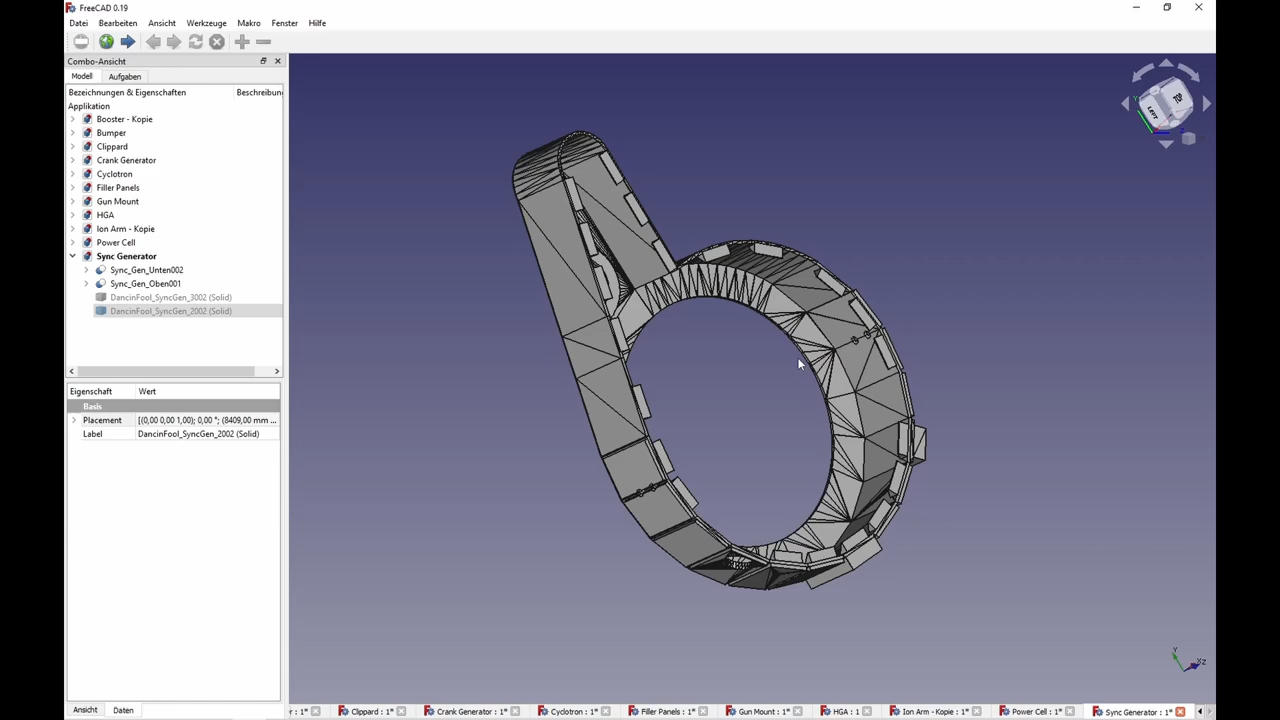 FreeCAD 0.19
Datei Bearbeiten Ansicht Werkzeuge Makro Fenster Hilfe
Combo-Ansicht
Modell Aufgaben
Bezeichnungen & Eigenschaften Beschreibun
Applikation
Booster - Kopie
Bumper
Clippard
Crank Generator
Cyclotron
Filler Panels
Gun Mount
HGA
Ion Arm - Kopie
Power Cell
Sync Generator
Sync_Gen_Unten002
Sync_Gen_Oben001
DancinFool_SyncGen_3002 (Solid)
DancinFool_SyncGen_2002 (Solid)
Eigenschaft Wert
Basis
Placement [(0,00 0,00 1,00); 0,00 °; (8409,00 mm ...
Label DancinFool_SyncGen_2002 (Solid)
Ansicht Daten
TOP
LEFT
Y
Z
Y
XZ
r : 1* Clippard : 1* Crank Generator : 1* Cyclotron : 1* Filler Panels : 1* Gun Mount : 1* HGA : 1 Ion Arm - Kopie : 1* Power Cell : 1* Sync Generator : 1*